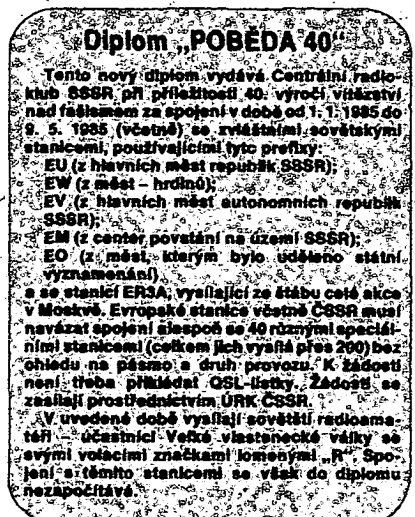 Diplom „POBĚDA 40"
Tento nový diplom vydává Centrální radio-
klub SSSR při příležitosti 40. výročí vítězství
nad fašismem za spojení v době od 1. 1. 1985 do
9. 5. 1985 (včetně) se zvláštními sovětskými
stanicemi, používajícími tyto prefixy:
EU (z hlavních měst republik SSSR);
EW (z měst – hrdinů);
EV (z hlavních měst autonomních republik
SSSR);
EM (z center povstání na území SSSR);
EO (z měst, kterým bylo uděleno státní
vyznamenání)
a se stanicí ER3A, vysílající ze štábu celé akce
v Moskvě. Evropské stanice včetně ČSSR musí
navázat spojení alespoň se 40 různými speciál-
ními stanicemi (celkem jich vysílá přes 200) bez
ohledu na pásmo a druh provozu. K žádosti
není třeba přikládat QSL-lístky. Žádosti se
zasílají prostřednictvím ÚRK ČSSR.
V uvedené době vysílají sovětští radioama-
téři – účastníci Velké vlastenecké války se
svými volacími značkami lomenými „R". Spo-
jení s těmito stanicemi se však do diplomu
nezapočítává.